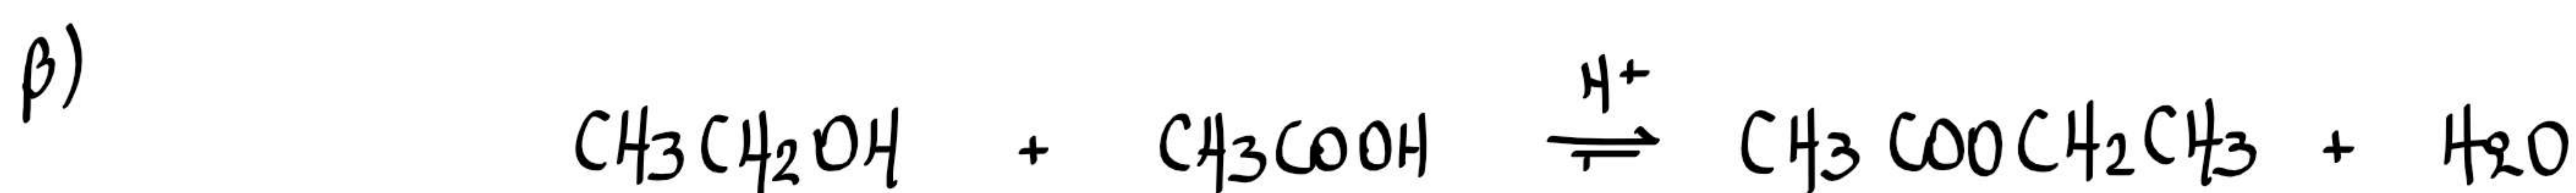 β) CH3CH2OH + CH3COOH ⇌ H+ CH3COOCH2CH3 + H2O